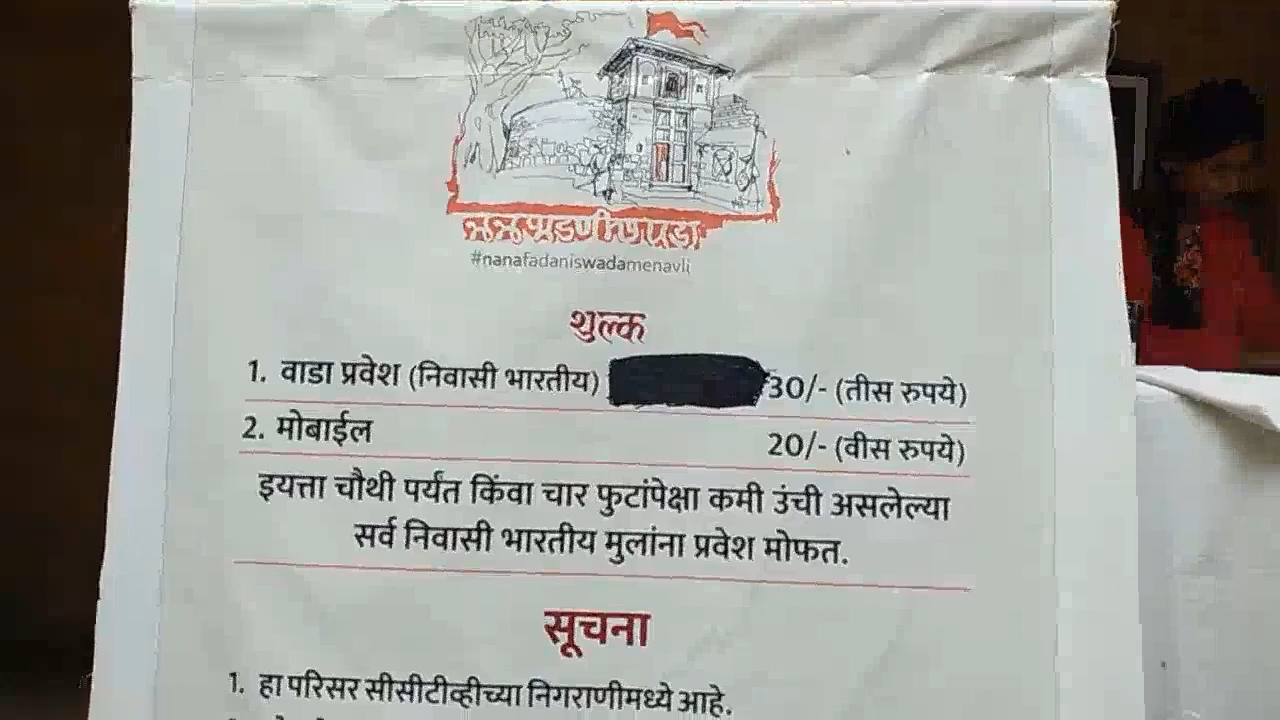 #nanafadaniswadamenavli
शुल्क
1. वाडा प्रवेश (निवासी भारतीय) 30/- (तीस रुपये)
2. मोबाईल 20/- (वीस रुपये)
इयत्ता चौथी पर्यंत किंवा चार फुटांपेक्षा कमी उंची असलेल्या
सर्व निवासी भारतीय मुलांना प्रवेश मोफत.
सूचना
1. हा परिसर सीसीटीव्हीच्या निगराणीमध्ये आहे.